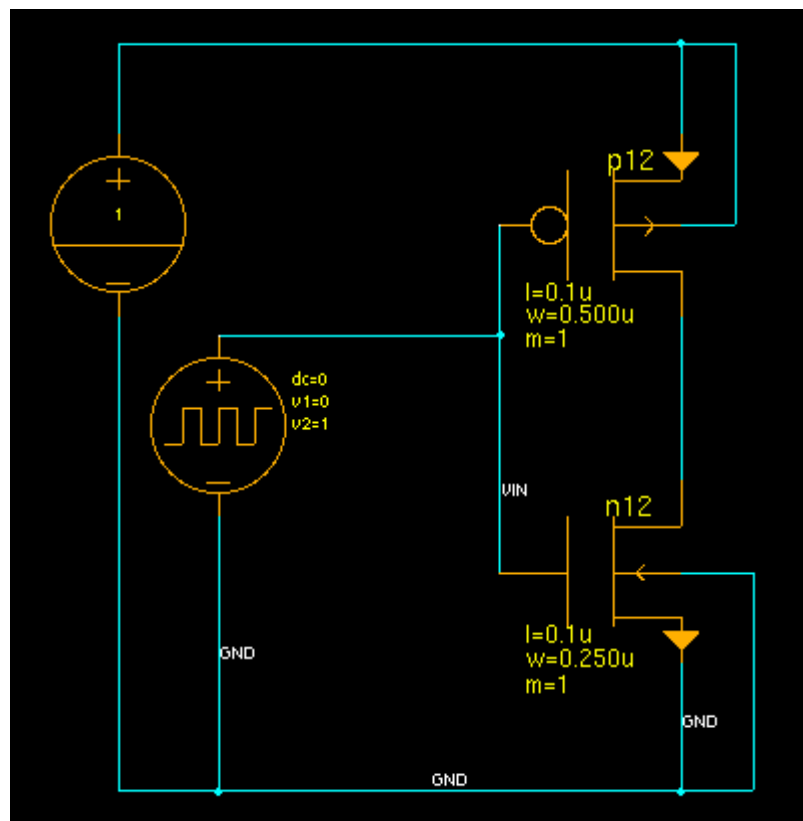 p12
1
l=0.1u
w=0.500u
m=1
dc=0
v1=0
v2=1
VIN
n12
l=0.1u
w=0.250u
m=1
GND
GND
GND